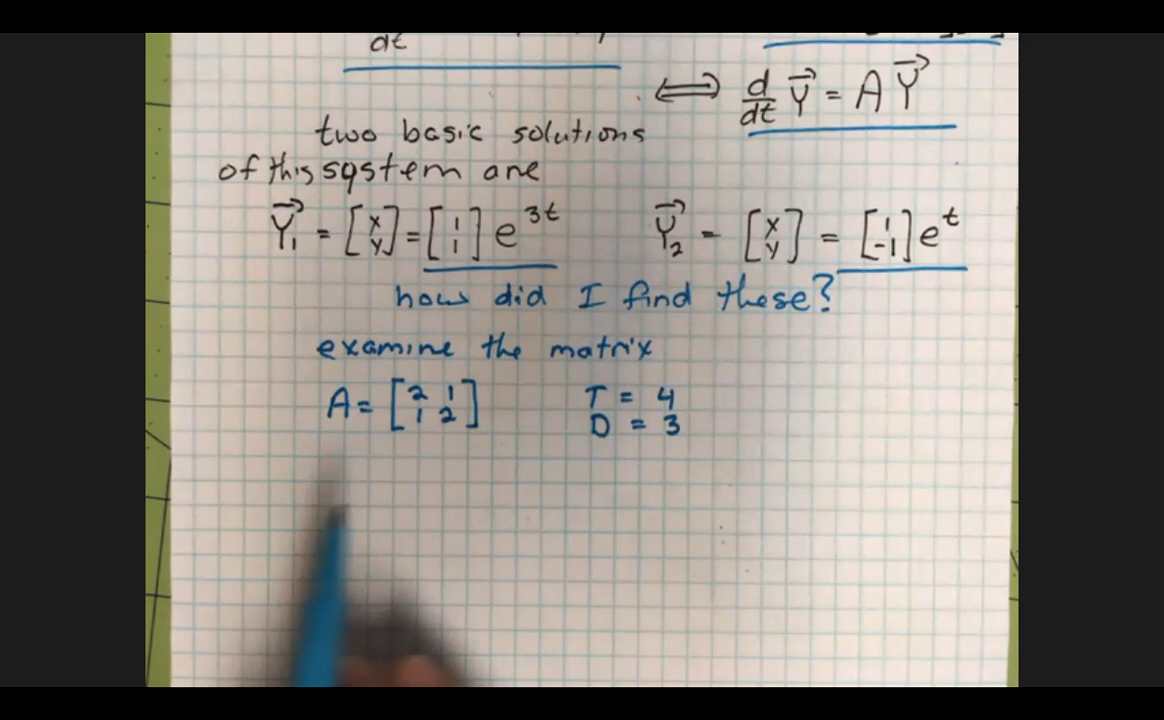 dt
⟺ d/dt Y⃗ = A Y⃗
two basic solutions
of this system are
Y⃗₁ = [x y] = [1 1] e^3t Y⃗₂ = [x y] = [1 -1] e^t
how did I find these?
examine the matrix
A = [2 1 1 2] T = 4
D = 3